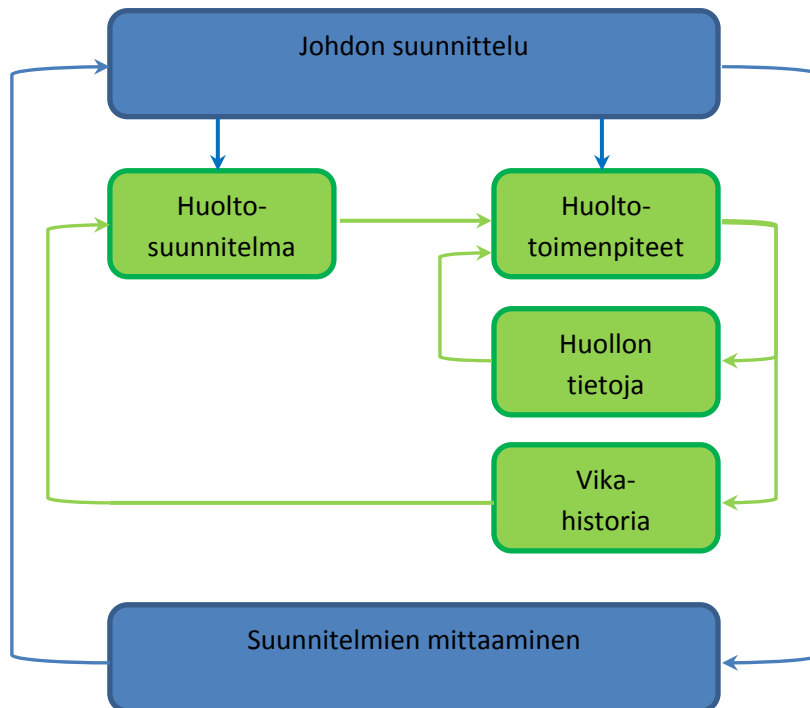 Johdon suunnittelu
Huolto-
suunnitelma
Huolto-
toimenpiteet
Huollon
tietoja
Vika-
historia
Suunnitelmien mittaaminen